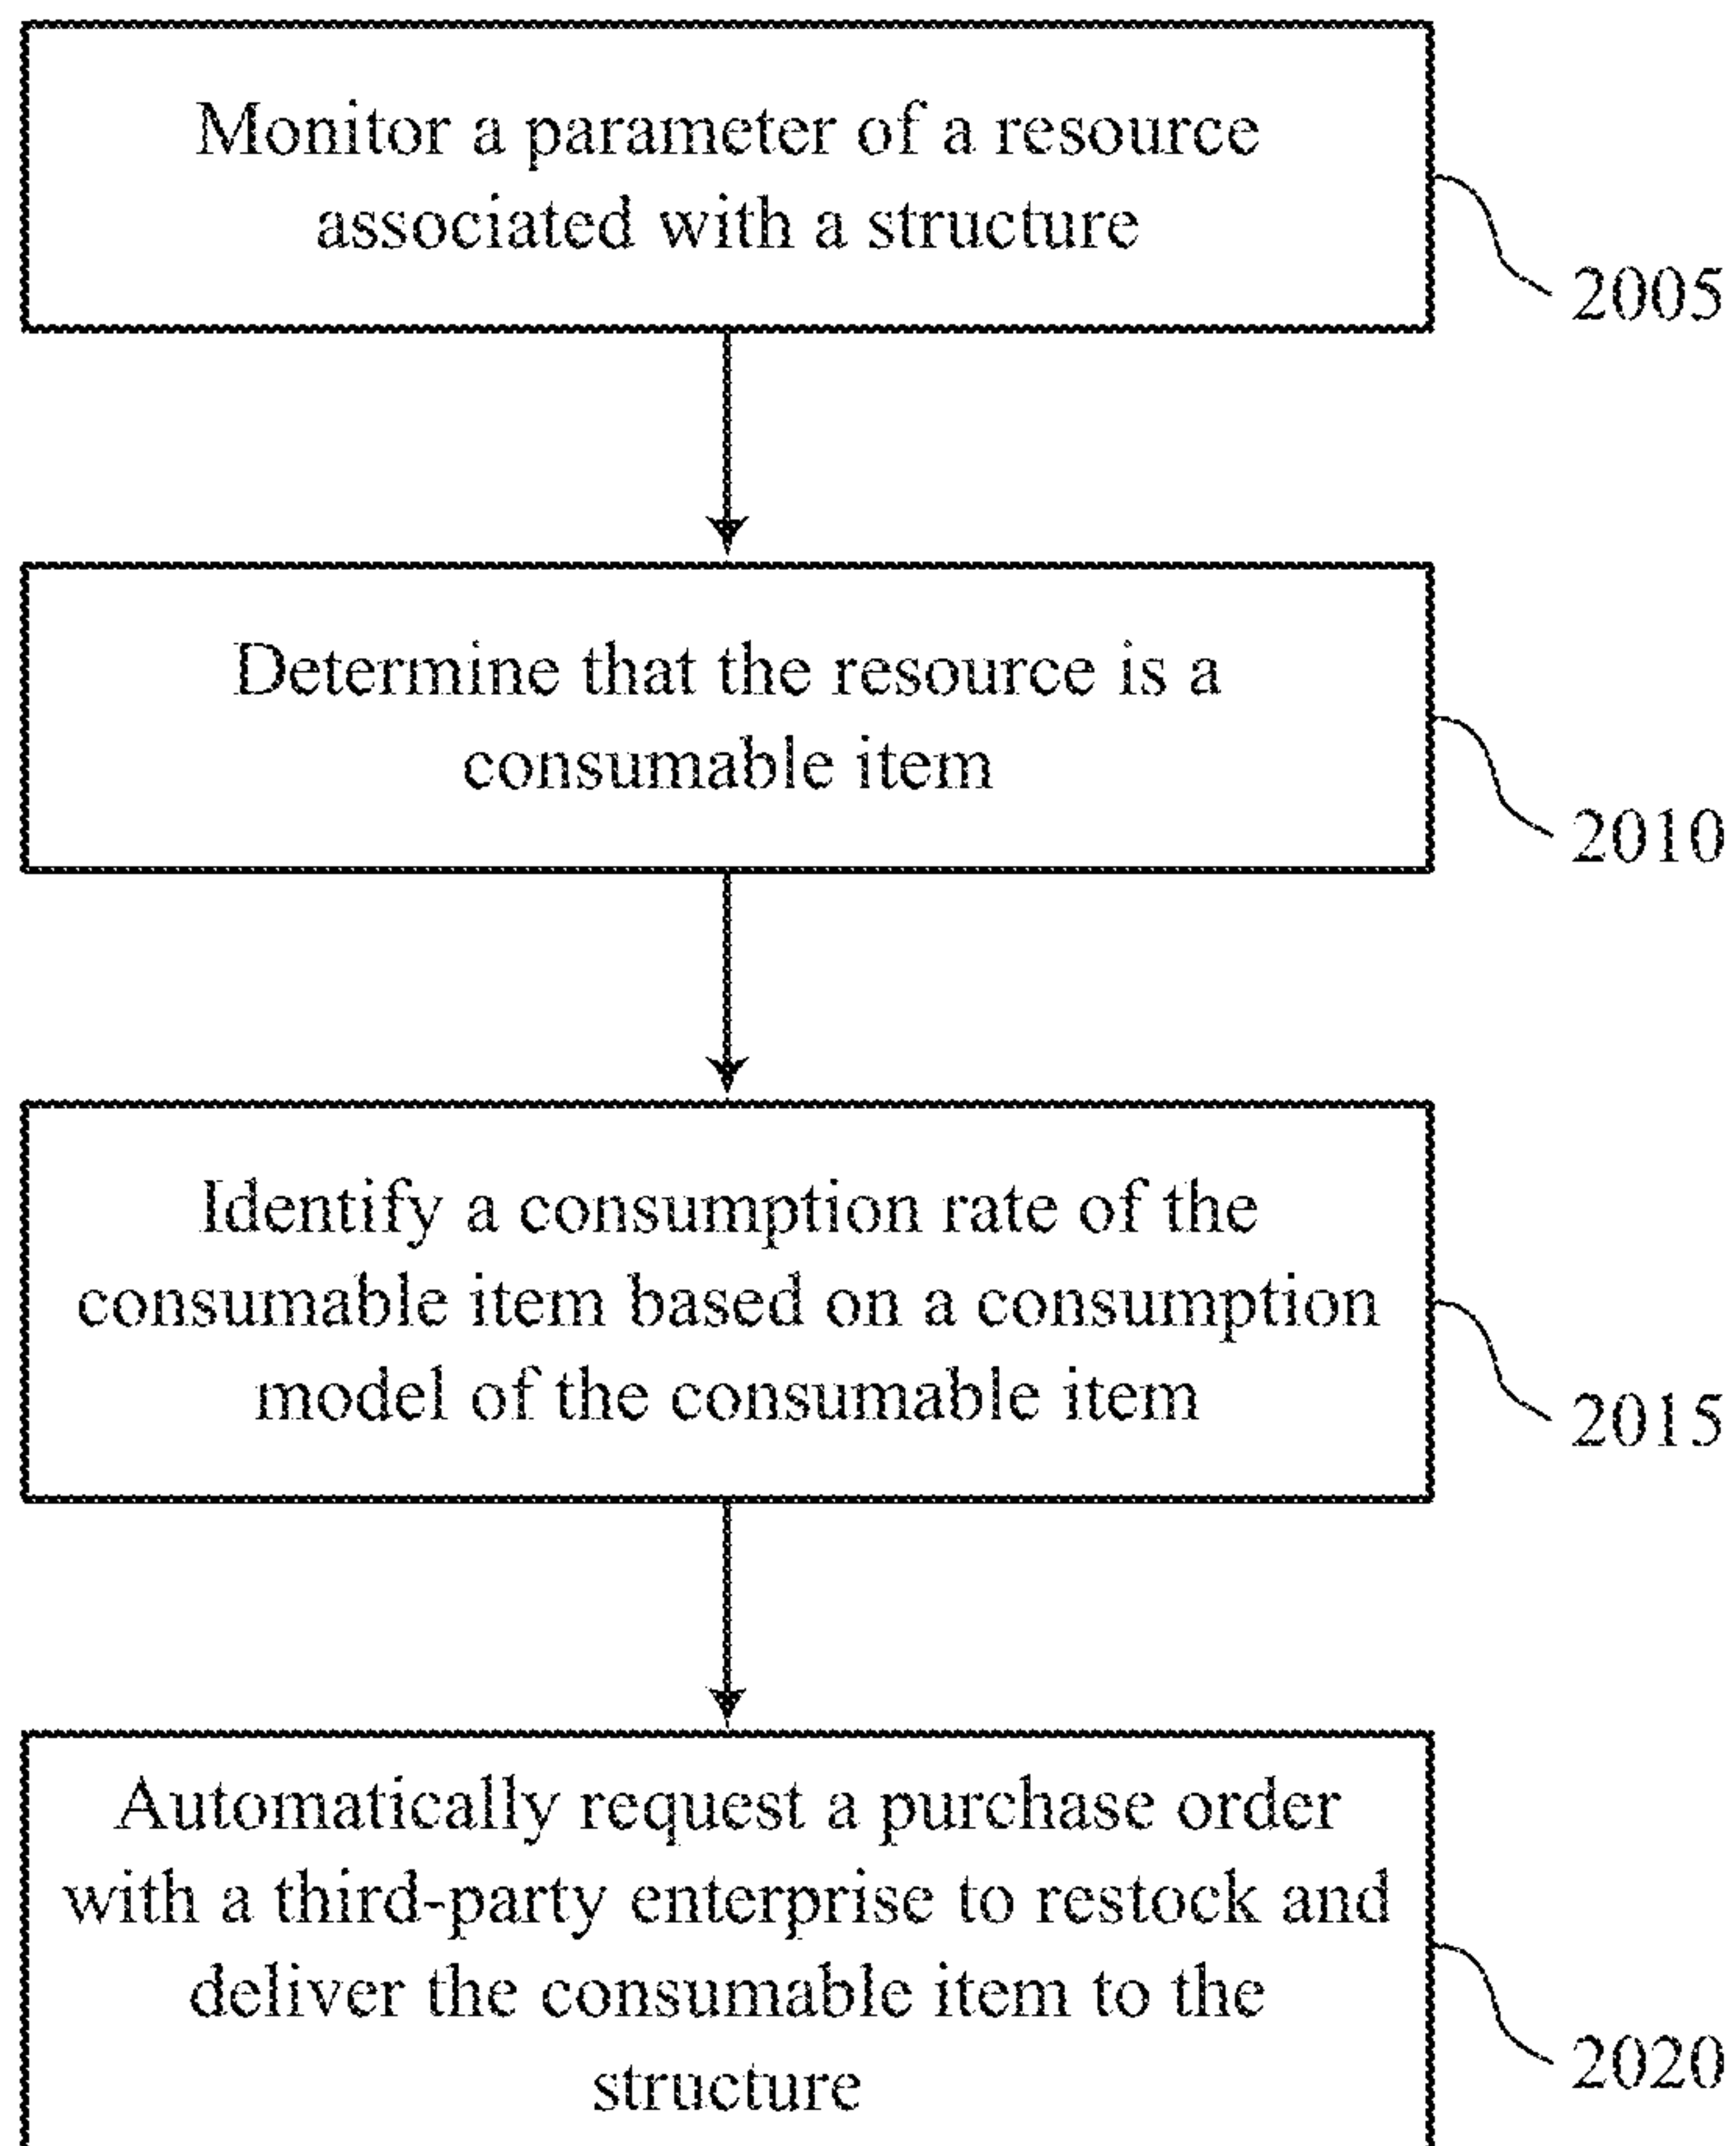 Monitor a parameter of a resource
associated with a structure
2005
Determine that the resource is a
consumable item
2010
Identify a consumption rate of the
consumable item based on a consumption
model of the consumable item
2015
Automatically request a purchase order
with a third-party enterprise to restock and
deliver the consumable item to the
structure
2020